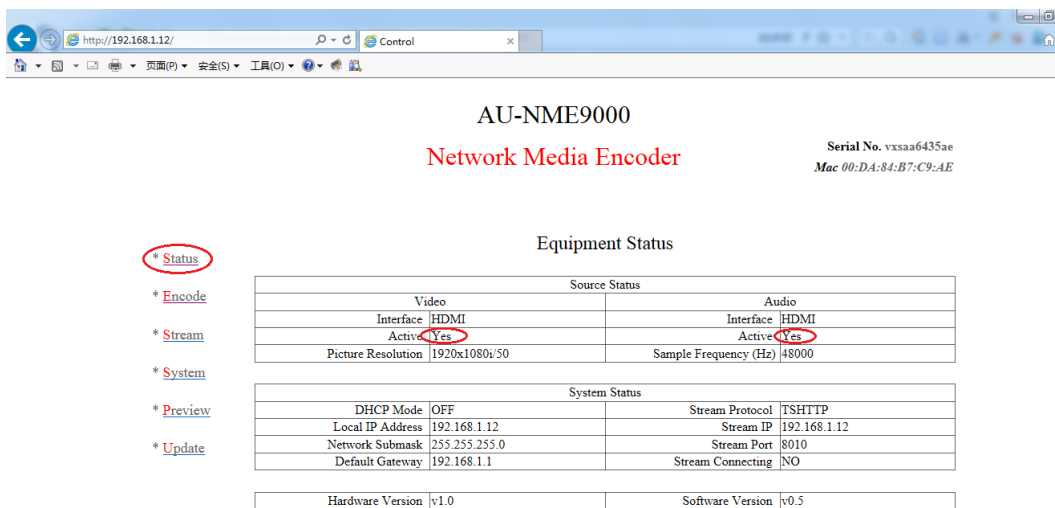 http://192.168.1.12/
Control
页面(P) 安全(S) 工具(O)
AU-NME9000
Network Media Encoder
Serial No. vxsaa6435ae
Mac 00:DA:84:B7:C9:AE
Equipment Status
* Status
* Encode
* Stream
* System
* Preview
* Update
Source Status
Video Audio
Interface HDMI Interface HDMI
Active Yes Active Yes
Picture Resolution 1920x1080i/50 Sample Frequency (Hz) 48000
System Status
DHCP Mode OFF Stream Protocol TSHTTP
Local IP Address 192.168.1.12 Stream IP 192.168.1.12
Network Submask 255.255.255.0 Stream Port 8010
Default Gateway 192.168.1.1 Stream Connecting NO
Hardware Version v1.0 Software Version v0.5